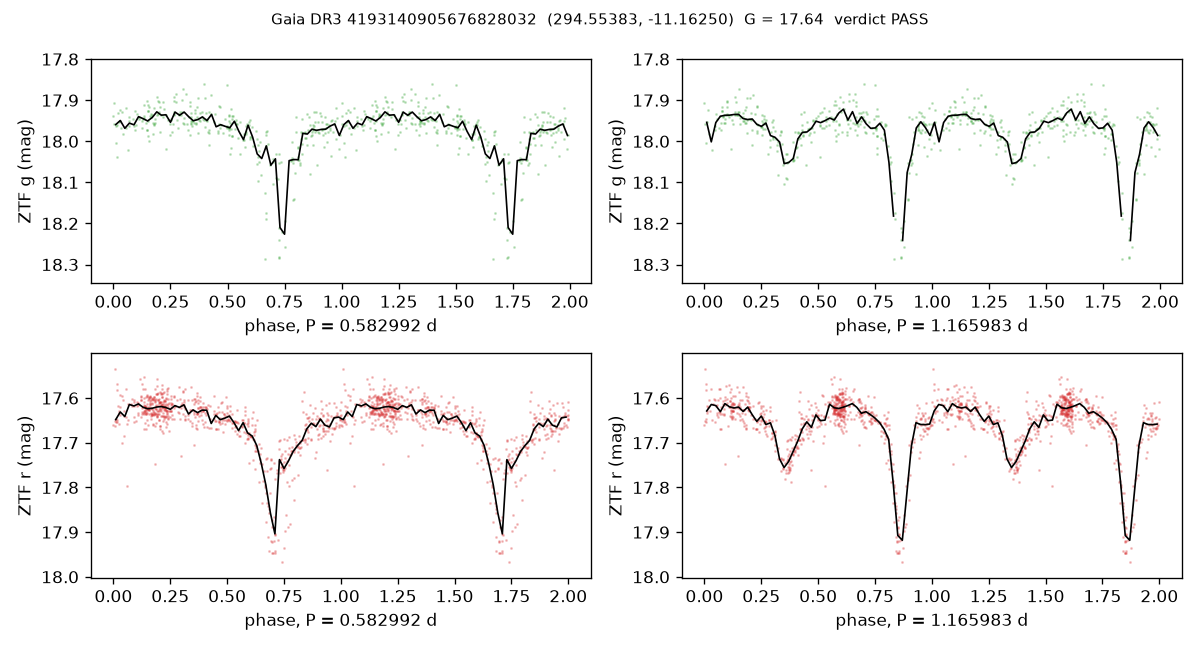 Gaia DR3 4193140905676828032  (294.55383, -11.16250)  G = 17.64  verdict PASS
17.8
17.9
18.0
18.1
18.2
18.3
ZTF g (mag)
0.00 0.25 0.50 0.75 1.00 1.25 1.50 1.75 2.00
phase, P = 0.582992 d
17.8
17.9
18.0
18.1
18.2
18.3
ZTF g (mag)
0.00 0.25 0.50 0.75 1.00 1.25 1.50 1.75 2.00
phase, P = 1.165983 d
17.6
17.7
17.8
17.9
18.0
ZTF r (mag)
0.00 0.25 0.50 0.75 1.00 1.25 1.50 1.75 2.00
phase, P = 0.582992 d
17.6
17.7
17.8
17.9
18.0
ZTF r (mag)
0.00 0.25 0.50 0.75 1.00 1.25 1.50 1.75 2.00
phase, P = 1.165983 d